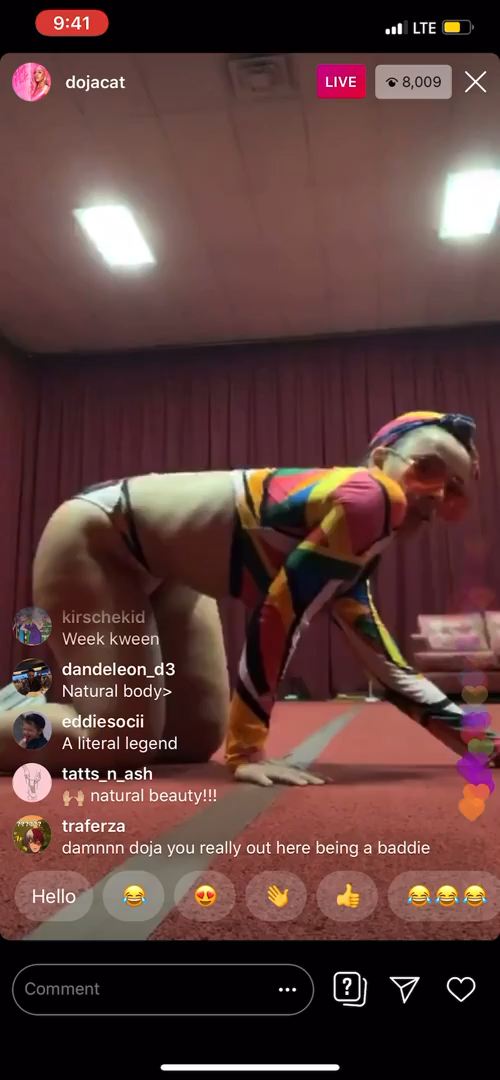 9:41
LTE
dojacat
LIVE
8,009
kirschekid
Week kween
dandeleon_d3
Natural body>
eddiesocii
A literal legend
tatts_n_ash
🙌🏼 natural beauty!!!
traferza
damnnn doja you really out here being a baddie
Hello 😂 😍 👋 👍 😂😂😂
Comment